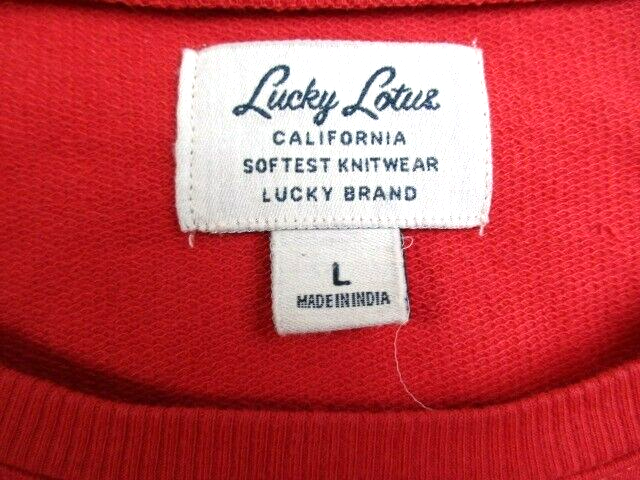 Lucky Lotus
CALIFORNIA
SOFTEST KNITWEAR
LUCKY BRAND
L
MADE IN INDIA